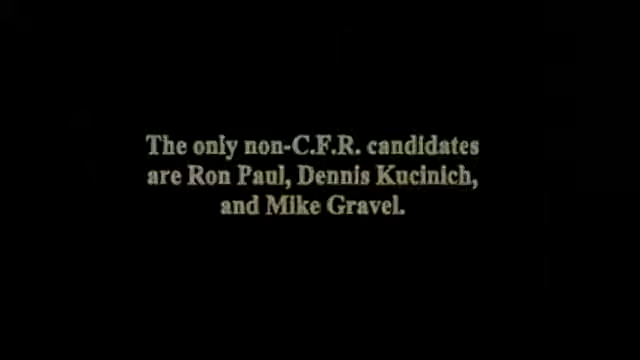 The only non-C.F.R. candidates
are Ron Paul, Dennis Kucinich,
and Mike Gravel.